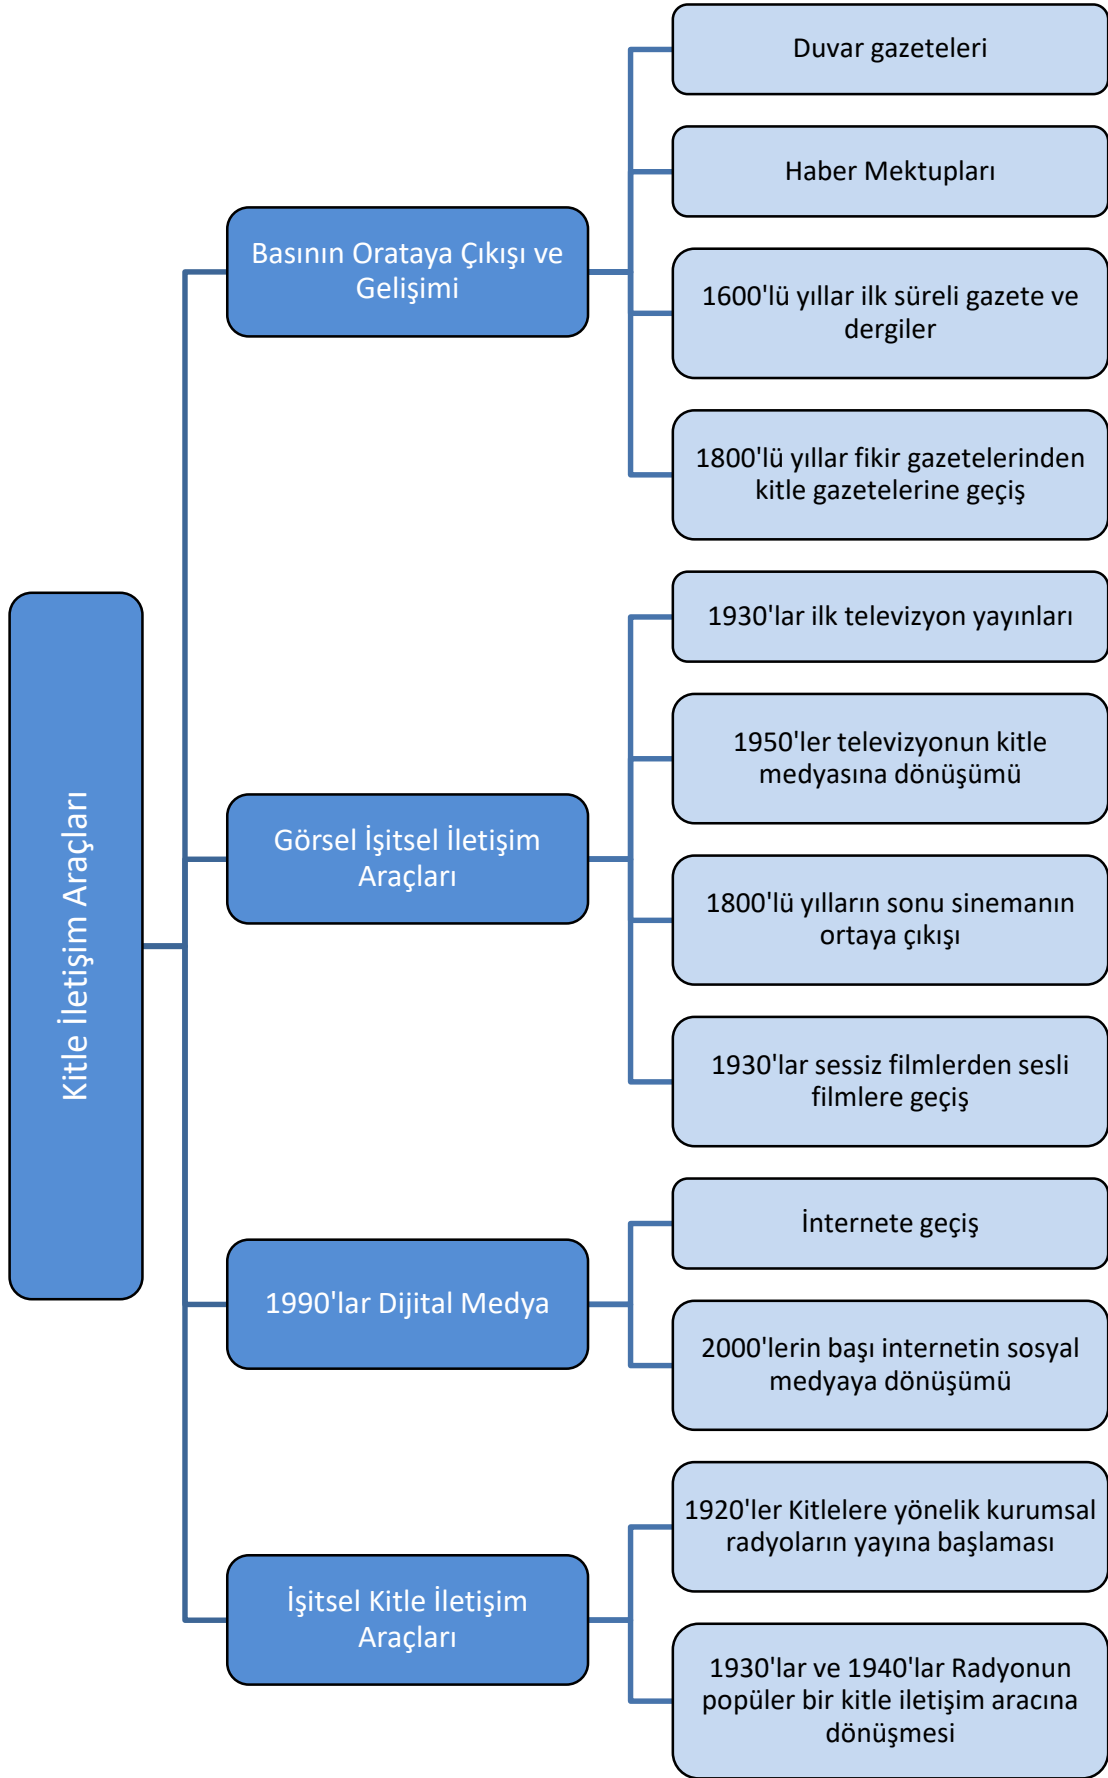 Kitle İletişim Araçları
Basının Orataya Çıkışı ve
Gelişimi
Duvar gazeteleri
Haber Mektupları
1600'lü yıllar ilk süreli gazete ve
dergiler
1800'lü yıllar fikir gazetelerinden
kitle gazetelerine geçiş
Görsel İşitsel İletişim
Araçları
1930'lar ilk televizyon yayınları
1950'ler televizyonun kitle
medyasına dönüşümü
1800'lü yılların sonu sinemanın
ortaya çıkışı
1930'lar sessiz filmlerden sesli
filmlere geçiş
1990'lar Dijital Medya
İnternete geçiş
2000'lerin başı internetin sosyal
medyaya dönüşümü
İşitsel Kitle İletişim
Araçları
1920'ler Kitlelere yönelik kurumsal
radyoların yayına başlaması
1930'lar ve 1940'lar Radyonun
popüler bir kitle iletişim aracına
dönüşmesi